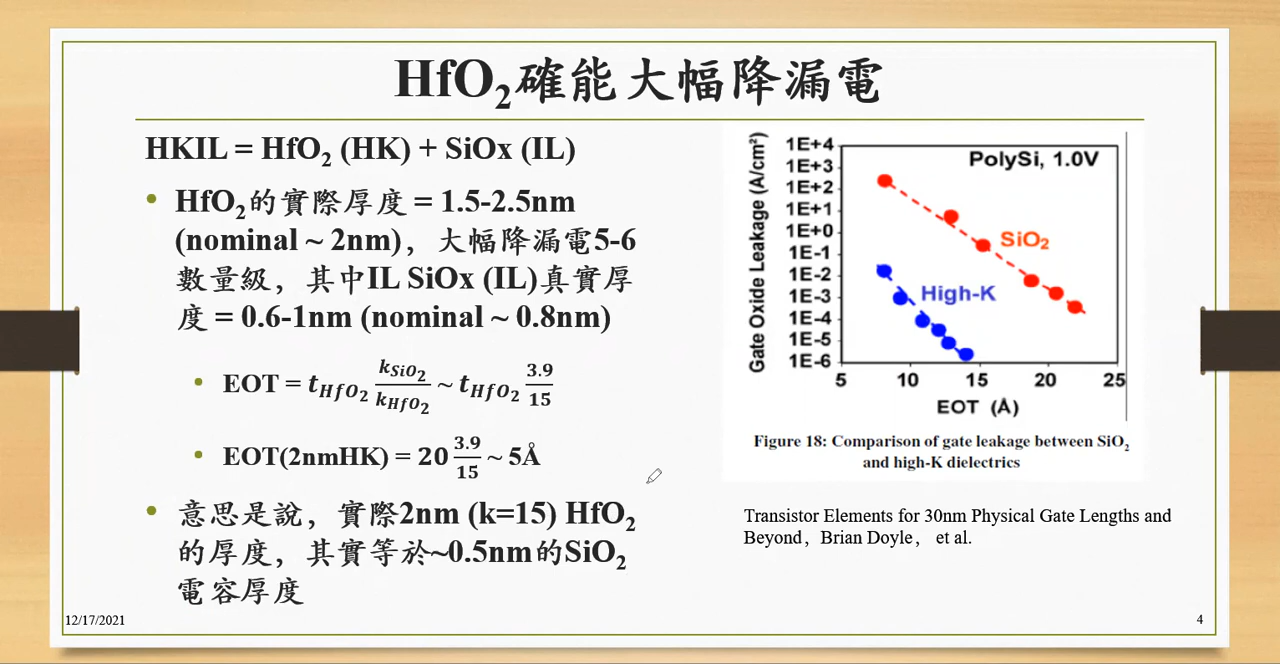 HfO₂確能大幅降漏電
HKIL = HfO₂ (HK) + SiOx (IL)
• HfO₂的實際厚度 = 1.5-2.5nm
(nominal ~ 2nm)，大幅降漏電5-6
數量級，其中IL SiOx (IL)真實厚
度 = 0.6-1nm (nominal ~ 0.8nm)
• EOT = t_HfO₂ k_SiO₂/k_HfO₂ ~ t_HfO₂ 3.9/15
• EOT(2nmHK) = 20 3.9/15 ~ 5Å
• 意思是說，實際2nm (k=15) HfO₂
的厚度，其實等於~0.5nm的SiO₂
電容厚度
Gate Oxide Leakage (A/cm²)
1E+4
1E+3
1E+2
1E+1
1E+0
1E-1
1E-2
1E-3
1E-4
1E-5
1E-6
PolySi, 1.0V
SiO₂
High-K
5 10 15 20 25
EOT (Å)
Figure 18: Comparison of gate leakage between SiO₂
and high-K dielectrics
Transistor Elements for 30nm Physical Gate Lengths and
Beyond，Brian Doyle， et al.
12/17/2021
4